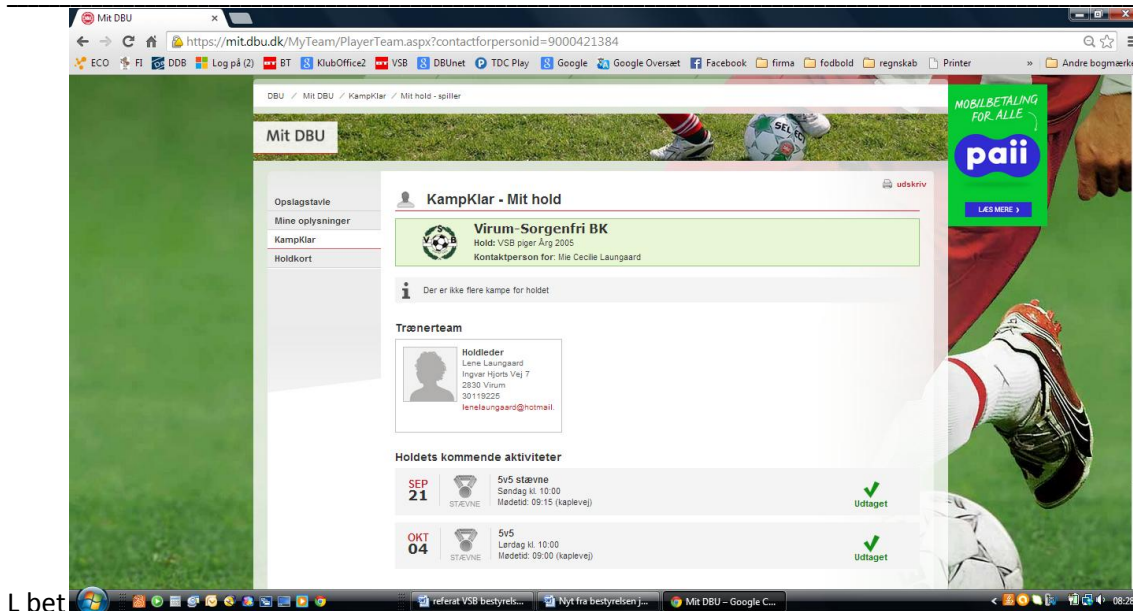 Mit DBU
https://mit.dbu.dk/MyTeam/PlayerTeam.aspx?contactforpersonid=9000421384
ECO FI DDB Log på (2) BT KlubOffice2 VSB DBUnet TDC Play Google Google Oversæt Facebook firma fodbold regnskab Printer » Andre bogmærke
DBU / Mit DBU / KampKlar / Mit hold - spiller
Mit DBU
SELECT
MOBILBETALING
FOR ALLE
paii
LÆS MERE >
udskriv
Opslagstavle
Mine oplysninger
KampKlar
Holdkort
KampKlar - Mit hold
VSB
Virum-Sorgenfri BK
Hold: VSB piger Årg 2005
Kontaktperson for: Mie Cecilie Laungaard
Der er ikke flere kampe for holdet
Trænerteam
Holdleder
Lene Laungaard
Ingvar Hjorts Vej 7
2830 Virum
30119225
lenelaungaard@hotmail.
Holdets kommende aktiviteter
SEP
21
STÆVNE
5v5 stævne
Søndag kl. 10:00
Mødetid: 09:15 (kaplevej)
Udtaget
OKT
04
STÆVNE
5v5
Lørdag kl. 10:00
Mødetid: 09:00 (kaplevej)
Udtaget
L bet
referat VSB bestyrels... Nyt fra bestyrelsen j... Mit DBU – Google C... 08:28